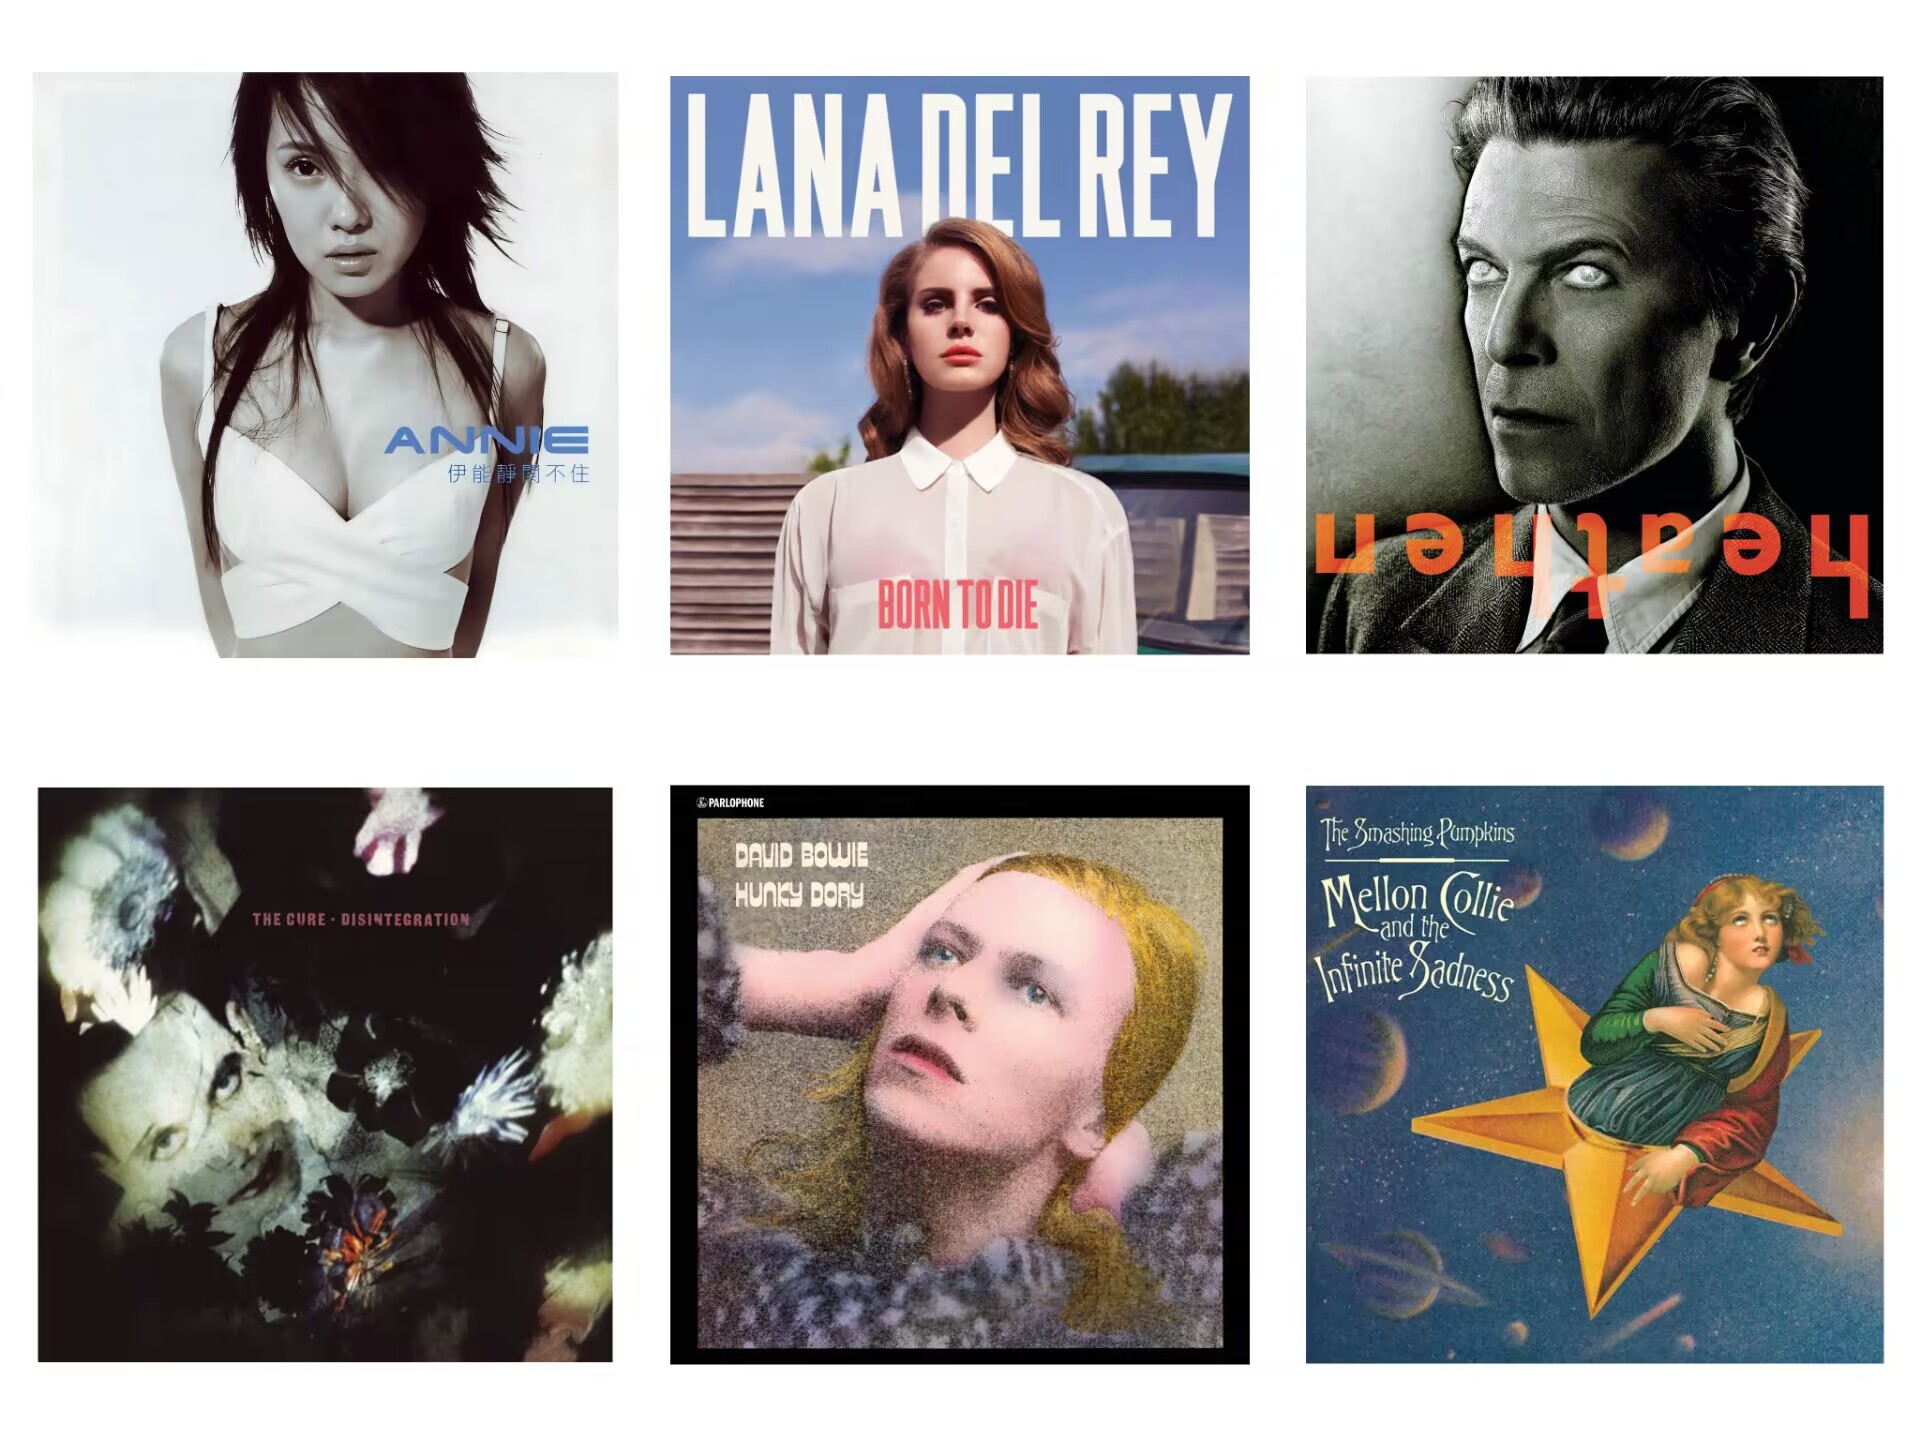 ANNIE
伊能靜悶不住
LANA DEL REY
BORN TO DIE
heathen
THE CURE · DISINTEGRATION
PARLOPHONE
DAVID BOWIE
HUNKY DORY
The Smashing Pumpkins
Mellon Collie
and the
Infinite Sadness